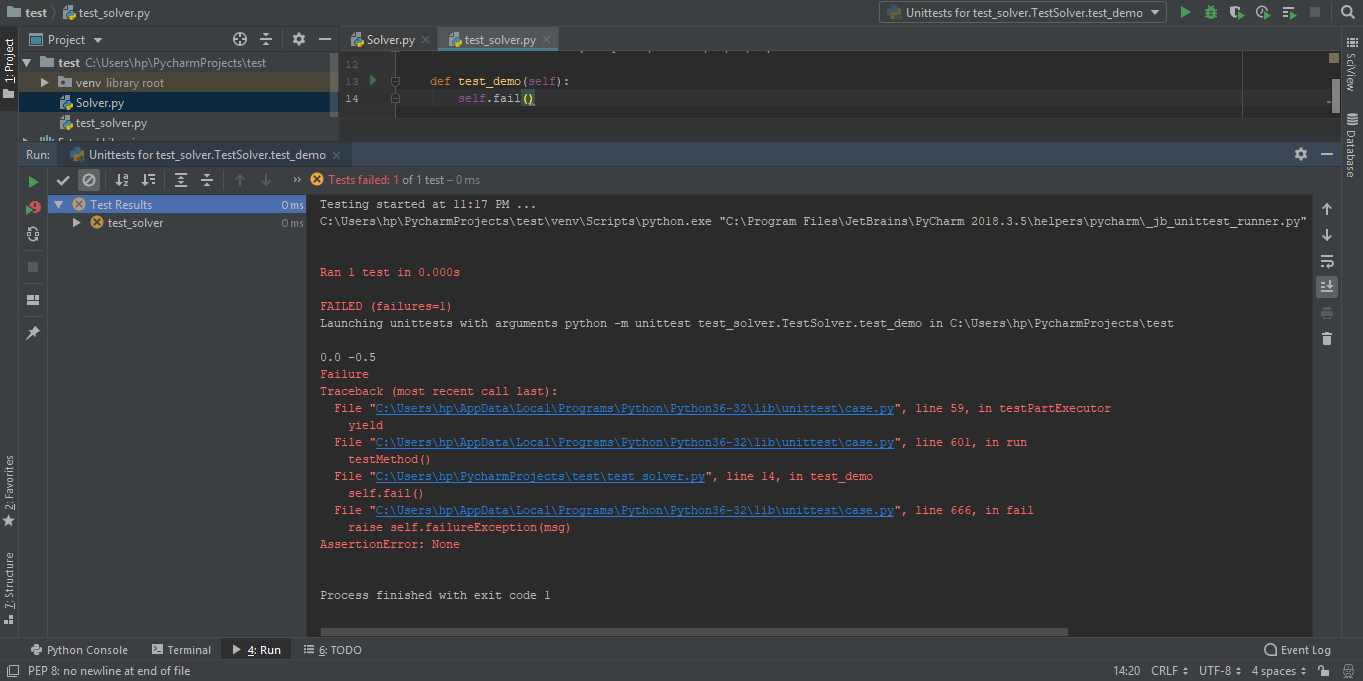 test
test_solver.py
Unittests for test_solver.TestSolver.test_demo
Project
Solver.py
test_solver.py
test C:\Users\hp\PycharmProjects\test
venv library root
Solver.py
test_solver.py
12
13 def test_demo(self):
14 self.fail()
1: Project
SciView
Database
Run: Unittests for test_solver.TestSolver.test_demo
Tests failed: 1 of 1 test – 0 ms
Test Results 0 ms
test_solver 0 ms
Testing started at 11:17 PM ...
C:\Users\hp\PycharmProjects\test\venv\Scripts\python.exe "C:\Program Files\JetBrains\PyCharm 2018.3.5\helpers\pycharm\_jb_unittest_runner.py"
Ran 1 test in 0.000s
FAILED (failures=1)
Launching unittests with arguments python -m unittest test_solver.TestSolver.test_demo in C:\Users\hp\PycharmProjects\test
0.0 -0.5
Failure
Traceback (most recent call last):
File "C:\Users\hp\AppData\Local\Programs\Python\Python36-32\lib\unittest\case.py", line 59, in testPartExecutor
yield
File "C:\Users\hp\AppData\Local\Programs\Python\Python36-32\lib\unittest\case.py", line 601, in run
testMethod()
File "C:\Users\hp\PycharmProjects\test\test_solver.py", line 14, in test_demo
self.fail()
File "C:\Users\hp\AppData\Local\Programs\Python\Python36-32\lib\unittest\case.py", line 666, in fail
raise self.failureException(msg)
AssertionError: None
Process finished with exit code 1
2: Favorites
7: Structure
Python Console
Terminal
4: Run
6: TODO
Event Log
PEP 8: no newline at end of file
14:20 CRLF UTF-8 4 spaces